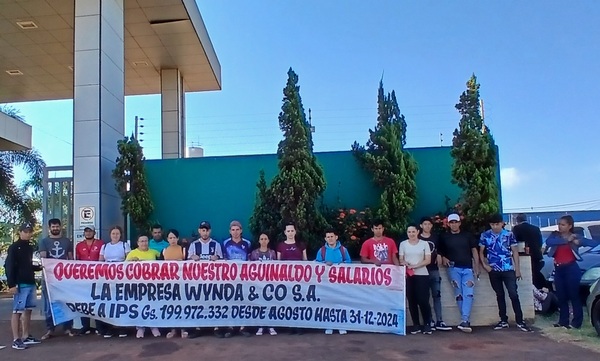 QUEREMOS COBRAR NUESTRO AGUINALDO Y SALARIOS
LA EMPRESA WYNDA & CO S.A.
DEBE A IPS Gs. 199.972.332 DESDE AGOSTO HASTA 31-12-2024
E